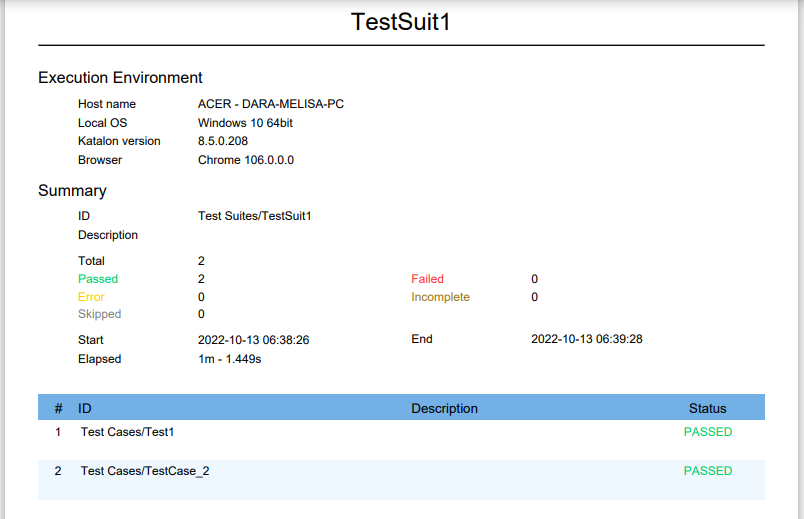 TestSuit1
Execution Environment
Host name ACER - DARA-MELISA-PC
Local OS Windows 10 64bit
Katalon version 8.5.0.208
Browser Chrome 106.0.0.0
Summary
ID Test Suites/TestSuit1
Description
Total 2
Passed 2 Failed 0
Error 0 Incomplete 0
Skipped 0
Start 2022-10-13 06:38:26 End 2022-10-13 06:39:28
Elapsed 1m - 1.449s
# ID Description Status
1 Test Cases/Test1 PASSED
2 Test Cases/TestCase_2 PASSED